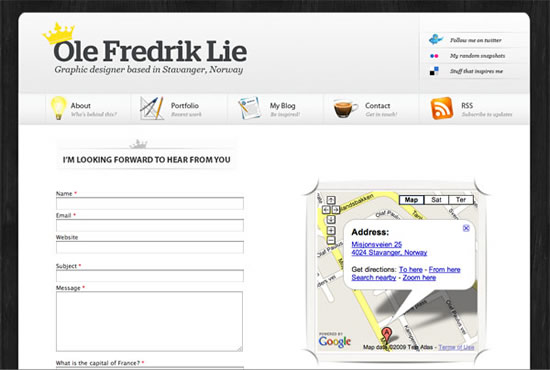 Ole Fredrik Lie
Graphic designer based in Stavanger, Norway
Follow me on twitter
My random snapshots
Stuff that inspires me
About
Who's behind this?
Portfolio
Recent work
My Blog
Be inspired!
Contact
Get in touch!
RSS
Subscribe to updates
I'M LOOKING FORWARD TO HEAR FROM YOU
Name *
Email *
Website
Subject *
Message *
What is the capital of France? *
Map Sat Ter
Address:
Misjonsveien 25
4024 Stavanger, Norway
Get directions: To here - From here
Search nearby - Zoom here
A
POWERED BY
Google
Map data ©2009 Tele Atlas - Terms of Use